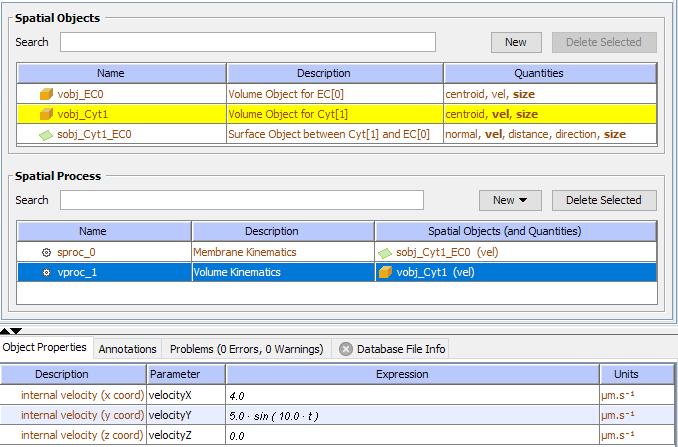 Spatial Objects
Search New Delete Selected
Name Description Quantities
vobj_EC0 Volume Object for EC[0] centroid, vel, size
vobj_Cyt1 Volume Object for Cyt[1] centroid, vel, size
sobj_Cyt1_EC0 Surface Object between Cyt[1] and EC[0] normal, vel, distance, direction, size
Spatial Process
Search New Delete Selected
Name Description Spatial Objects (and Quantities)
sproc_0 Membrane Kinematics sobj_Cyt1_EC0 (vel)
vproc_1 Volume Kinematics vobj_Cyt1 (vel)
Object Properties Annotations Problems (0 Errors, 0 Warnings) Database File Info
Description Parameter Expression Units
internal velocity (x coord) velocityX 4.0 µm.s⁻¹
internal velocity (y coord) velocityY 5.0 · sin ( 10.0 · t ) µm.s⁻¹
internal velocity (z coord) velocityZ 0.0 µm.s⁻¹